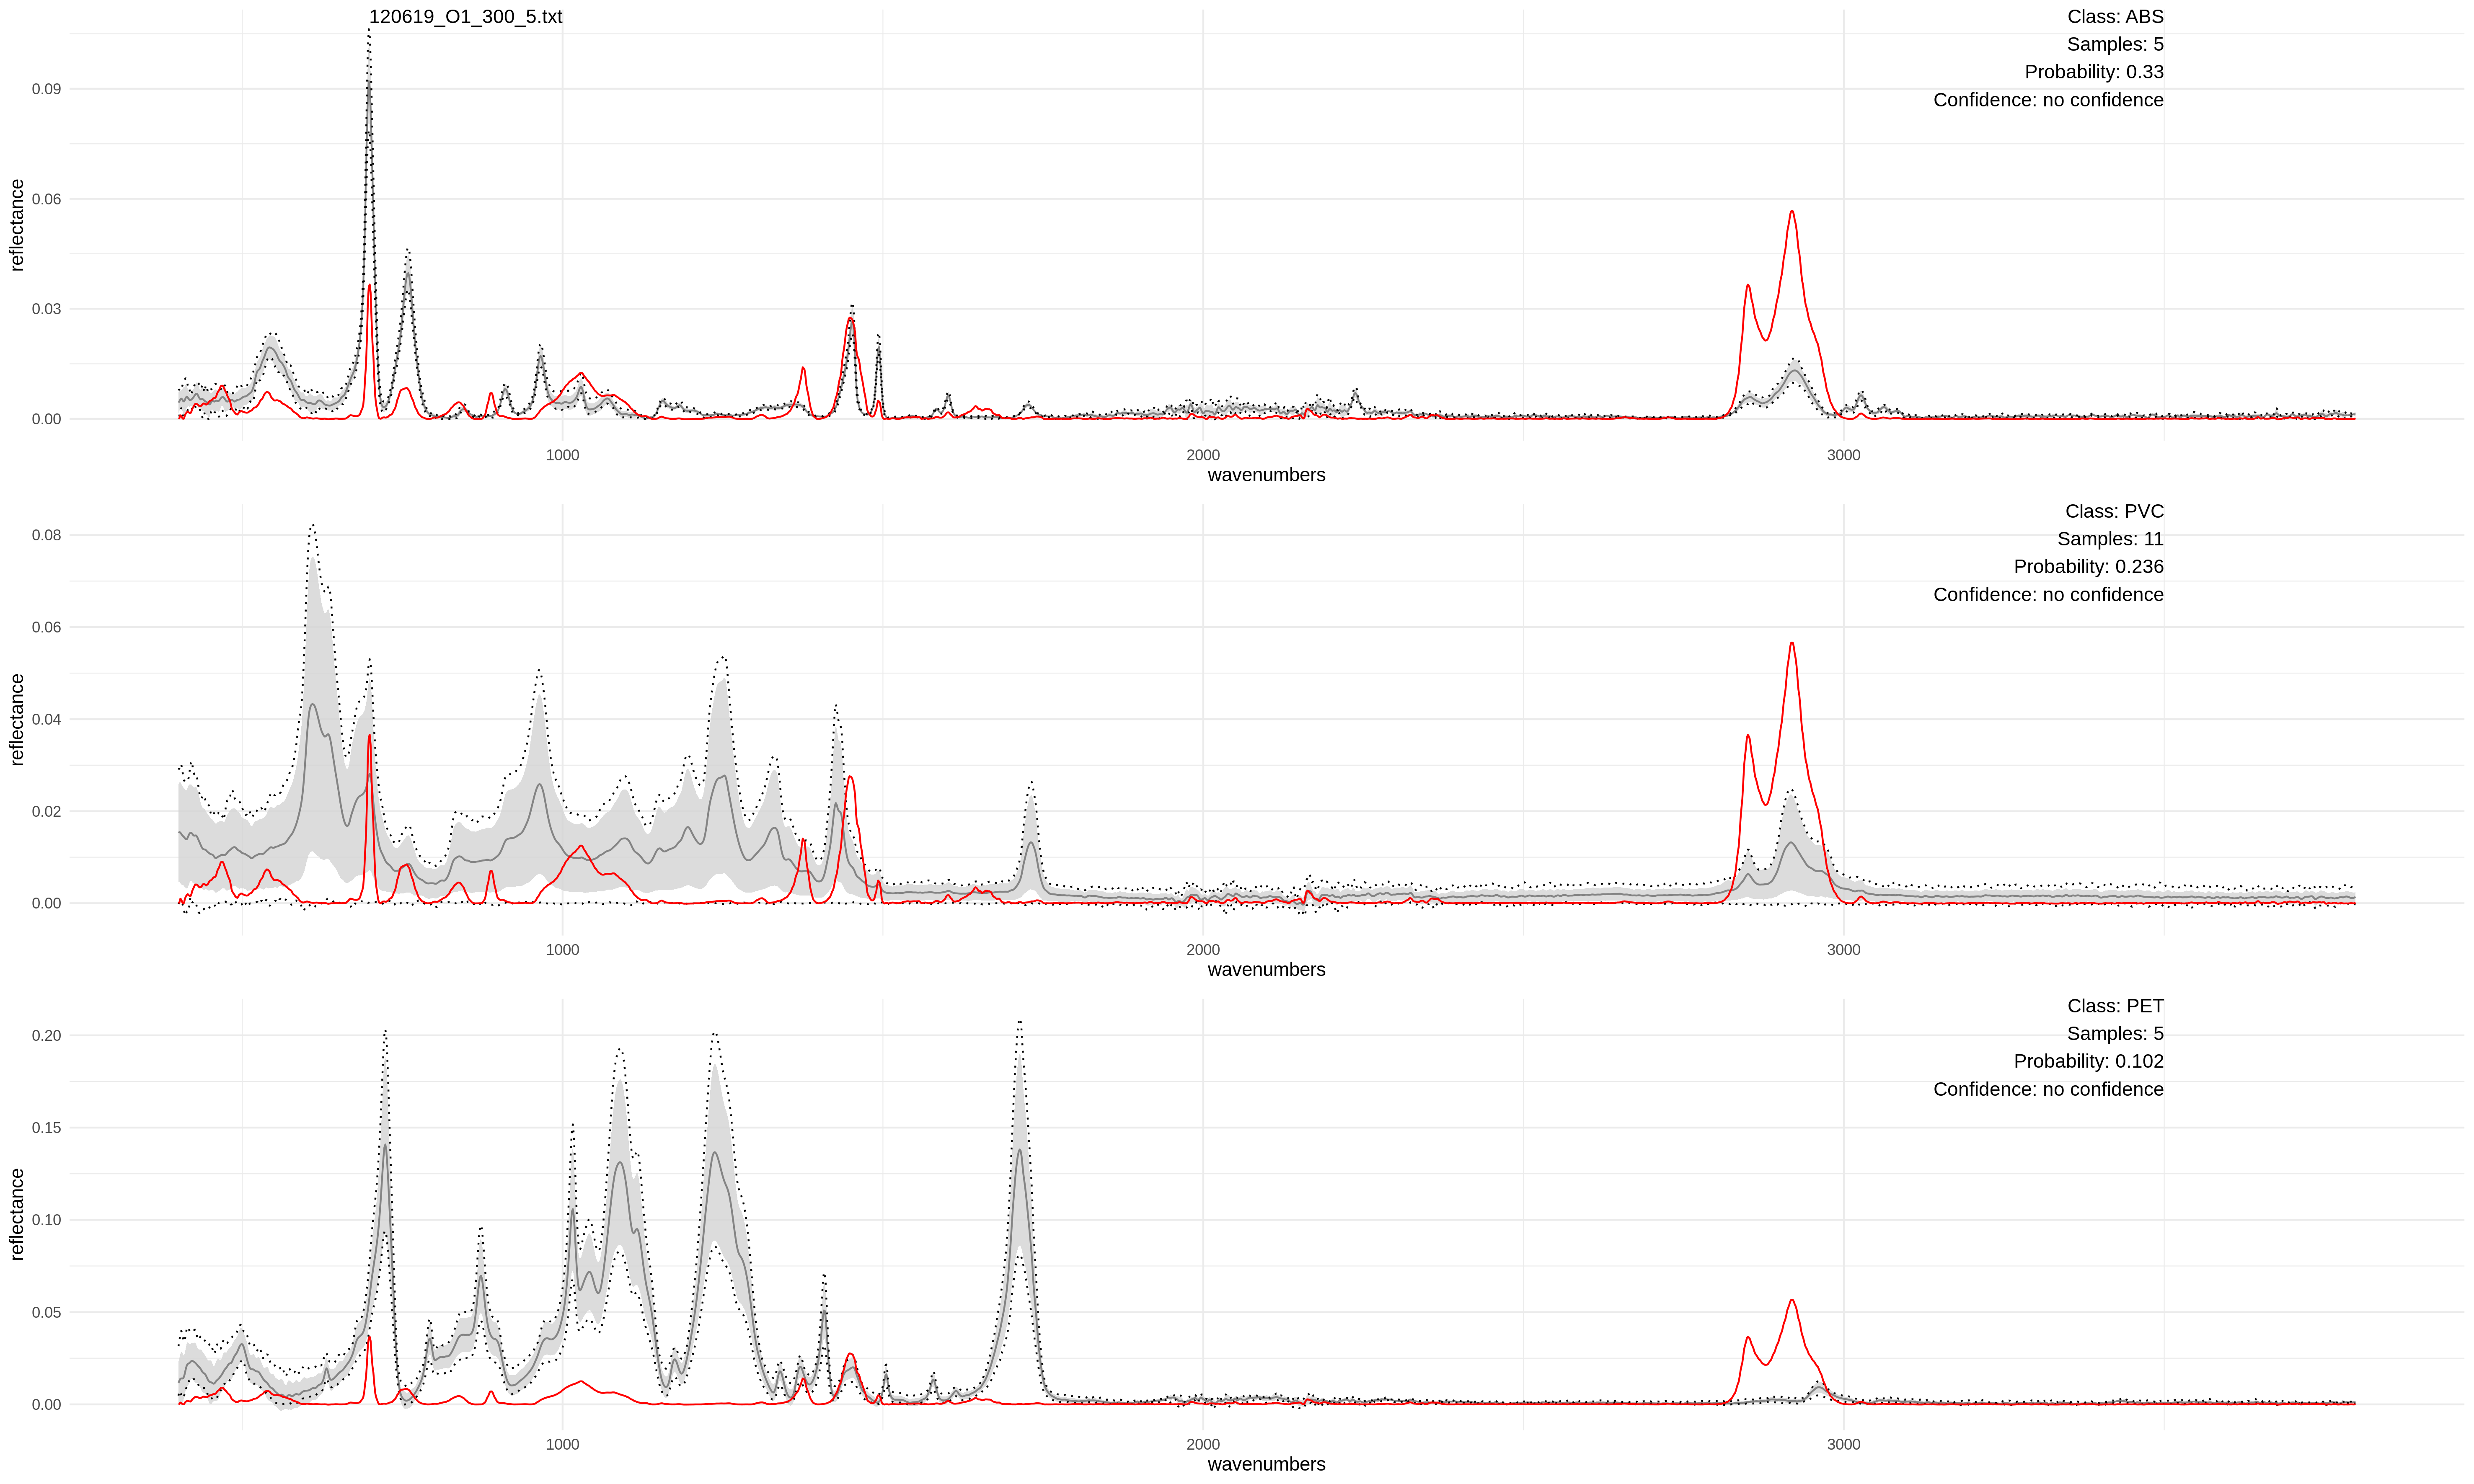 120619_O1_300_5.txt
Class: ABS
Samples: 5
Probability: 0.33
Confidence: no confidence
reflectance
0.09
0.06
0.03
0.00
1000 2000 3000
wavenumbers
Class: PVC
Samples: 11
Probability: 0.236
Confidence: no confidence
reflectance
0.08
0.06
0.04
0.02
0.00
1000 2000 3000
wavenumbers
Class: PET
Samples: 5
Probability: 0.102
Confidence: no confidence
reflectance
0.20
0.15
0.10
0.05
0.00
1000 2000 3000
wavenumbers